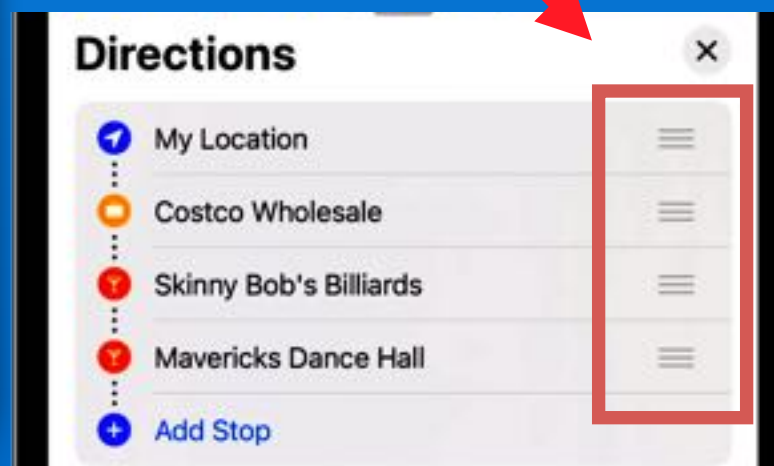 Directions
My Location
Costco Wholesale
Skinny Bob's Billiards
Mavericks Dance Hall
Add Stop